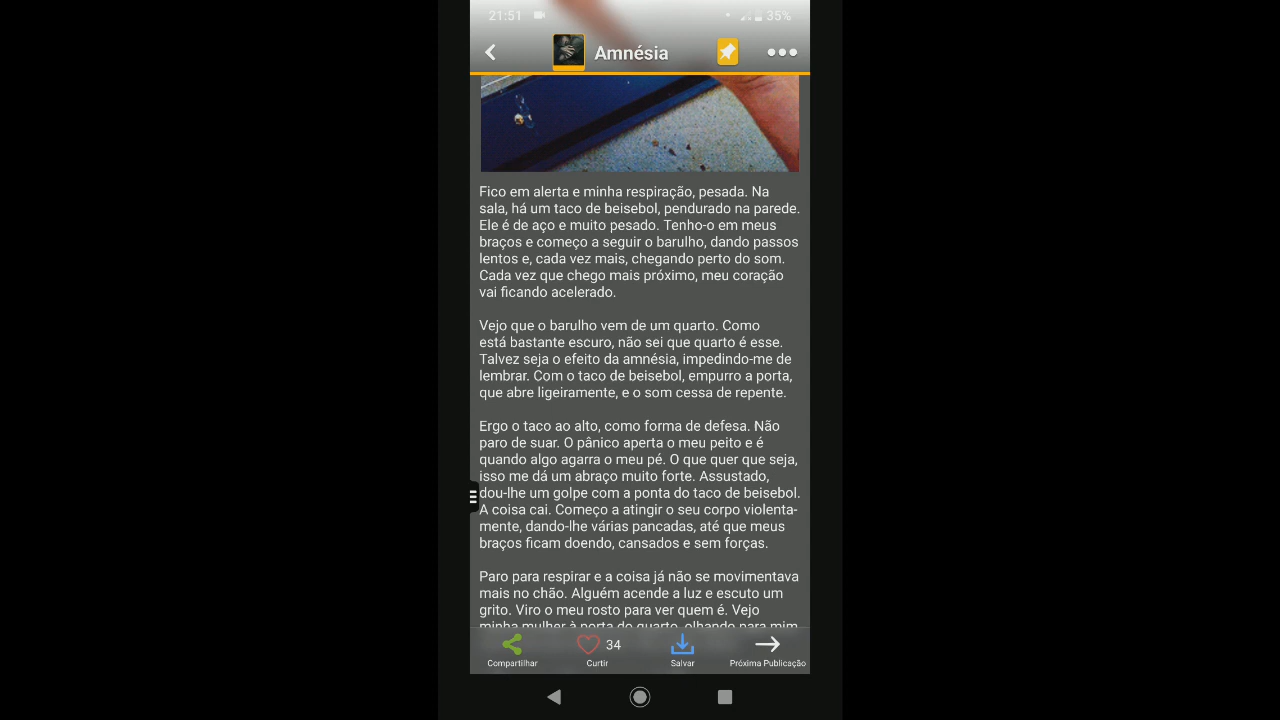 21:51
35%
Amnésia
Fico em alerta e minha respiração, pesada. Na
sala, há um taco de beisebol, pendurado na parede.
Ele é de aço e muito pesado. Tenho-o em meus
braços e começo a seguir o barulho, dando passos
lentos e, cada vez mais, chegando perto do som.
Cada vez que chego mais próximo, meu coração
vai ficando acelerado.
Vejo que o barulho vem de um quarto. Como
está bastante escuro, não sei que quarto é esse.
Talvez seja o efeito da amnésia, impedindo-me de
lembrar. Com o taco de beisebol, empurro a porta,
que abre ligeiramente, e o som cessa de repente.
Ergo o taco ao alto, como forma de defesa. Não
paro de suar. O pânico aperta o meu peito e é
quando algo agarra o meu pé. O que quer que seja,
isso me dá um abraço muito forte. Assustado,
dou-lhe um golpe com a ponta do taco de beisebol.
A coisa cai. Começo a atingir o seu corpo violenta-
mente, dando-lhe várias pancadas, até que meus
braços ficam doendo, cansados e sem forças.
Paro para respirar e a coisa já não se movimentava
mais no chão. Alguém acende a luz e escuto um
grito. Viro o meu rosto para ver quem é. Vejo
minha mulher à porta do quarto, olhando para mim
34
Compartilhar
Curtir
Salvar
Próxima Publicação